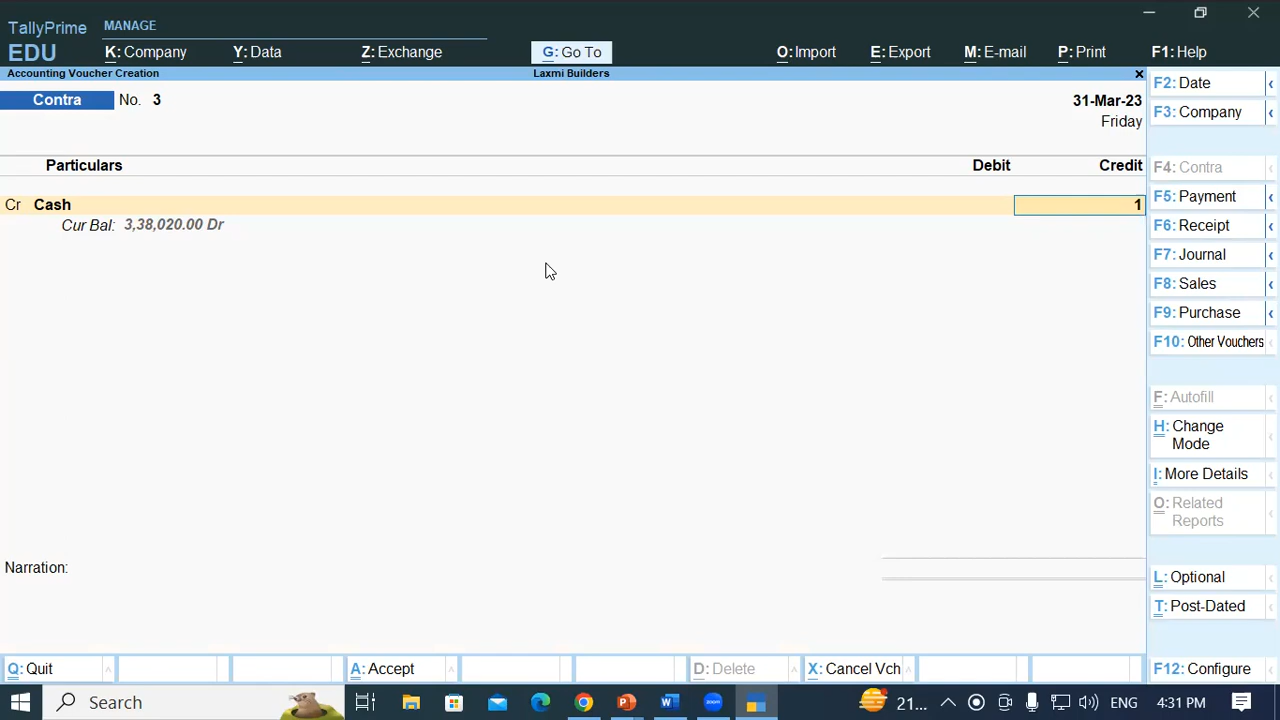 TallyPrime
MANAGE
EDU
K: Company
Y: Data
Z: Exchange
G: Go To
O: Import
E: Export
M: E-mail
P: Print
F1: Help
Accounting Voucher Creation
Laxmi Builders
Contra No. 3
31-Mar-23
Friday
Particulars
Debit
Credit
Cr Cash
1
Cur Bal: 3,38,020.00 Dr
Narration:
F2: Date
F3: Company
F4: Contra
F5: Payment
F6: Receipt
F7: Journal
F8: Sales
F9: Purchase
F10: Other Vouchers
F: Autofill
H: Change
Mode
I: More Details
O: Related
Reports
L: Optional
T: Post-Dated
F12: Configure
Q: Quit
A: Accept
D: Delete
X: Cancel Vch
Search
21...
ENG
4:31 PM